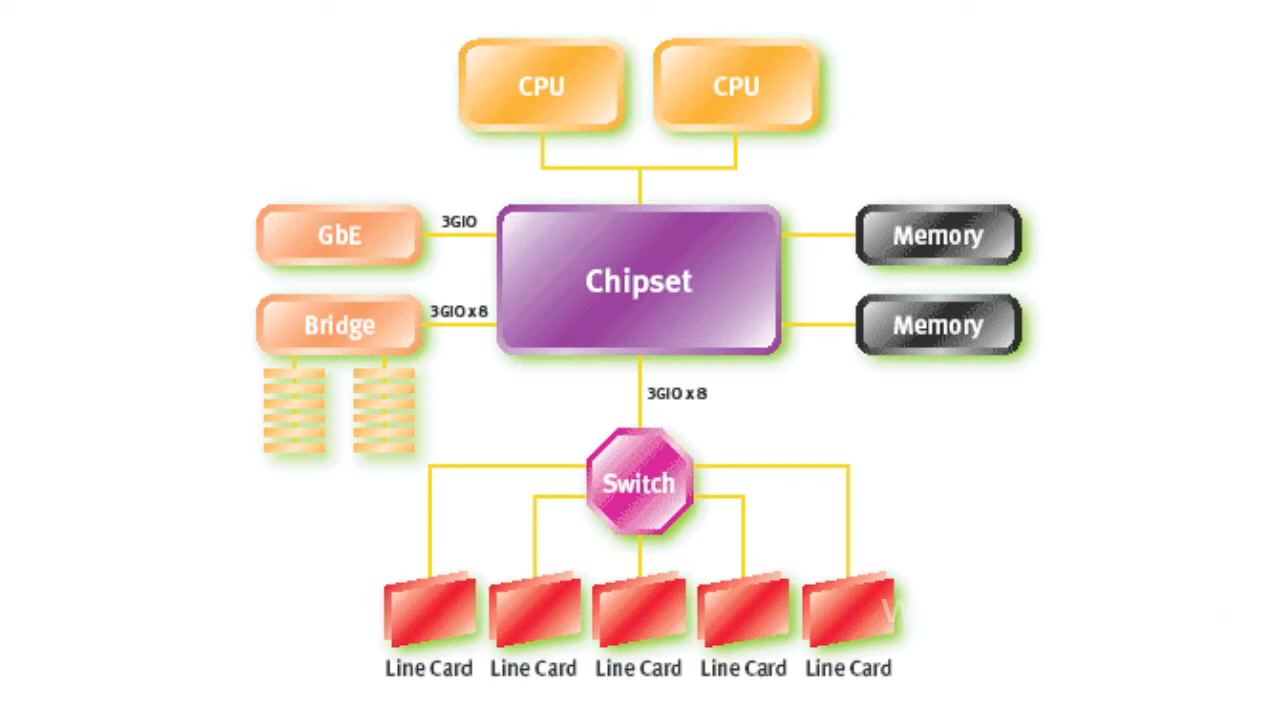 CPU
CPU
3GIO
GbE
Memory
Chipset
3GIO x 8
Bridge
Memory
3GIO x 8
Switch
Line Card
Line Card
Line Card
Line Card
Line Card